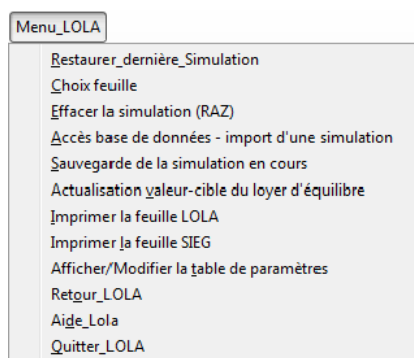 Menu_LOLA
Restaurer_dernière_Simulation
Choix feuille
Effacer la simulation (RAZ)
Accès base de données - import d'une simulation
Sauvegarde de la simulation en cours
Actualisation valeur-cible du loyer d'équilibre
Imprimer la feuille LOLA
Imprimer la feuille SIEG
Afficher/Modifier la table de paramètres
Retour_LOLA
Aide_Lola
Quitter_LOLA